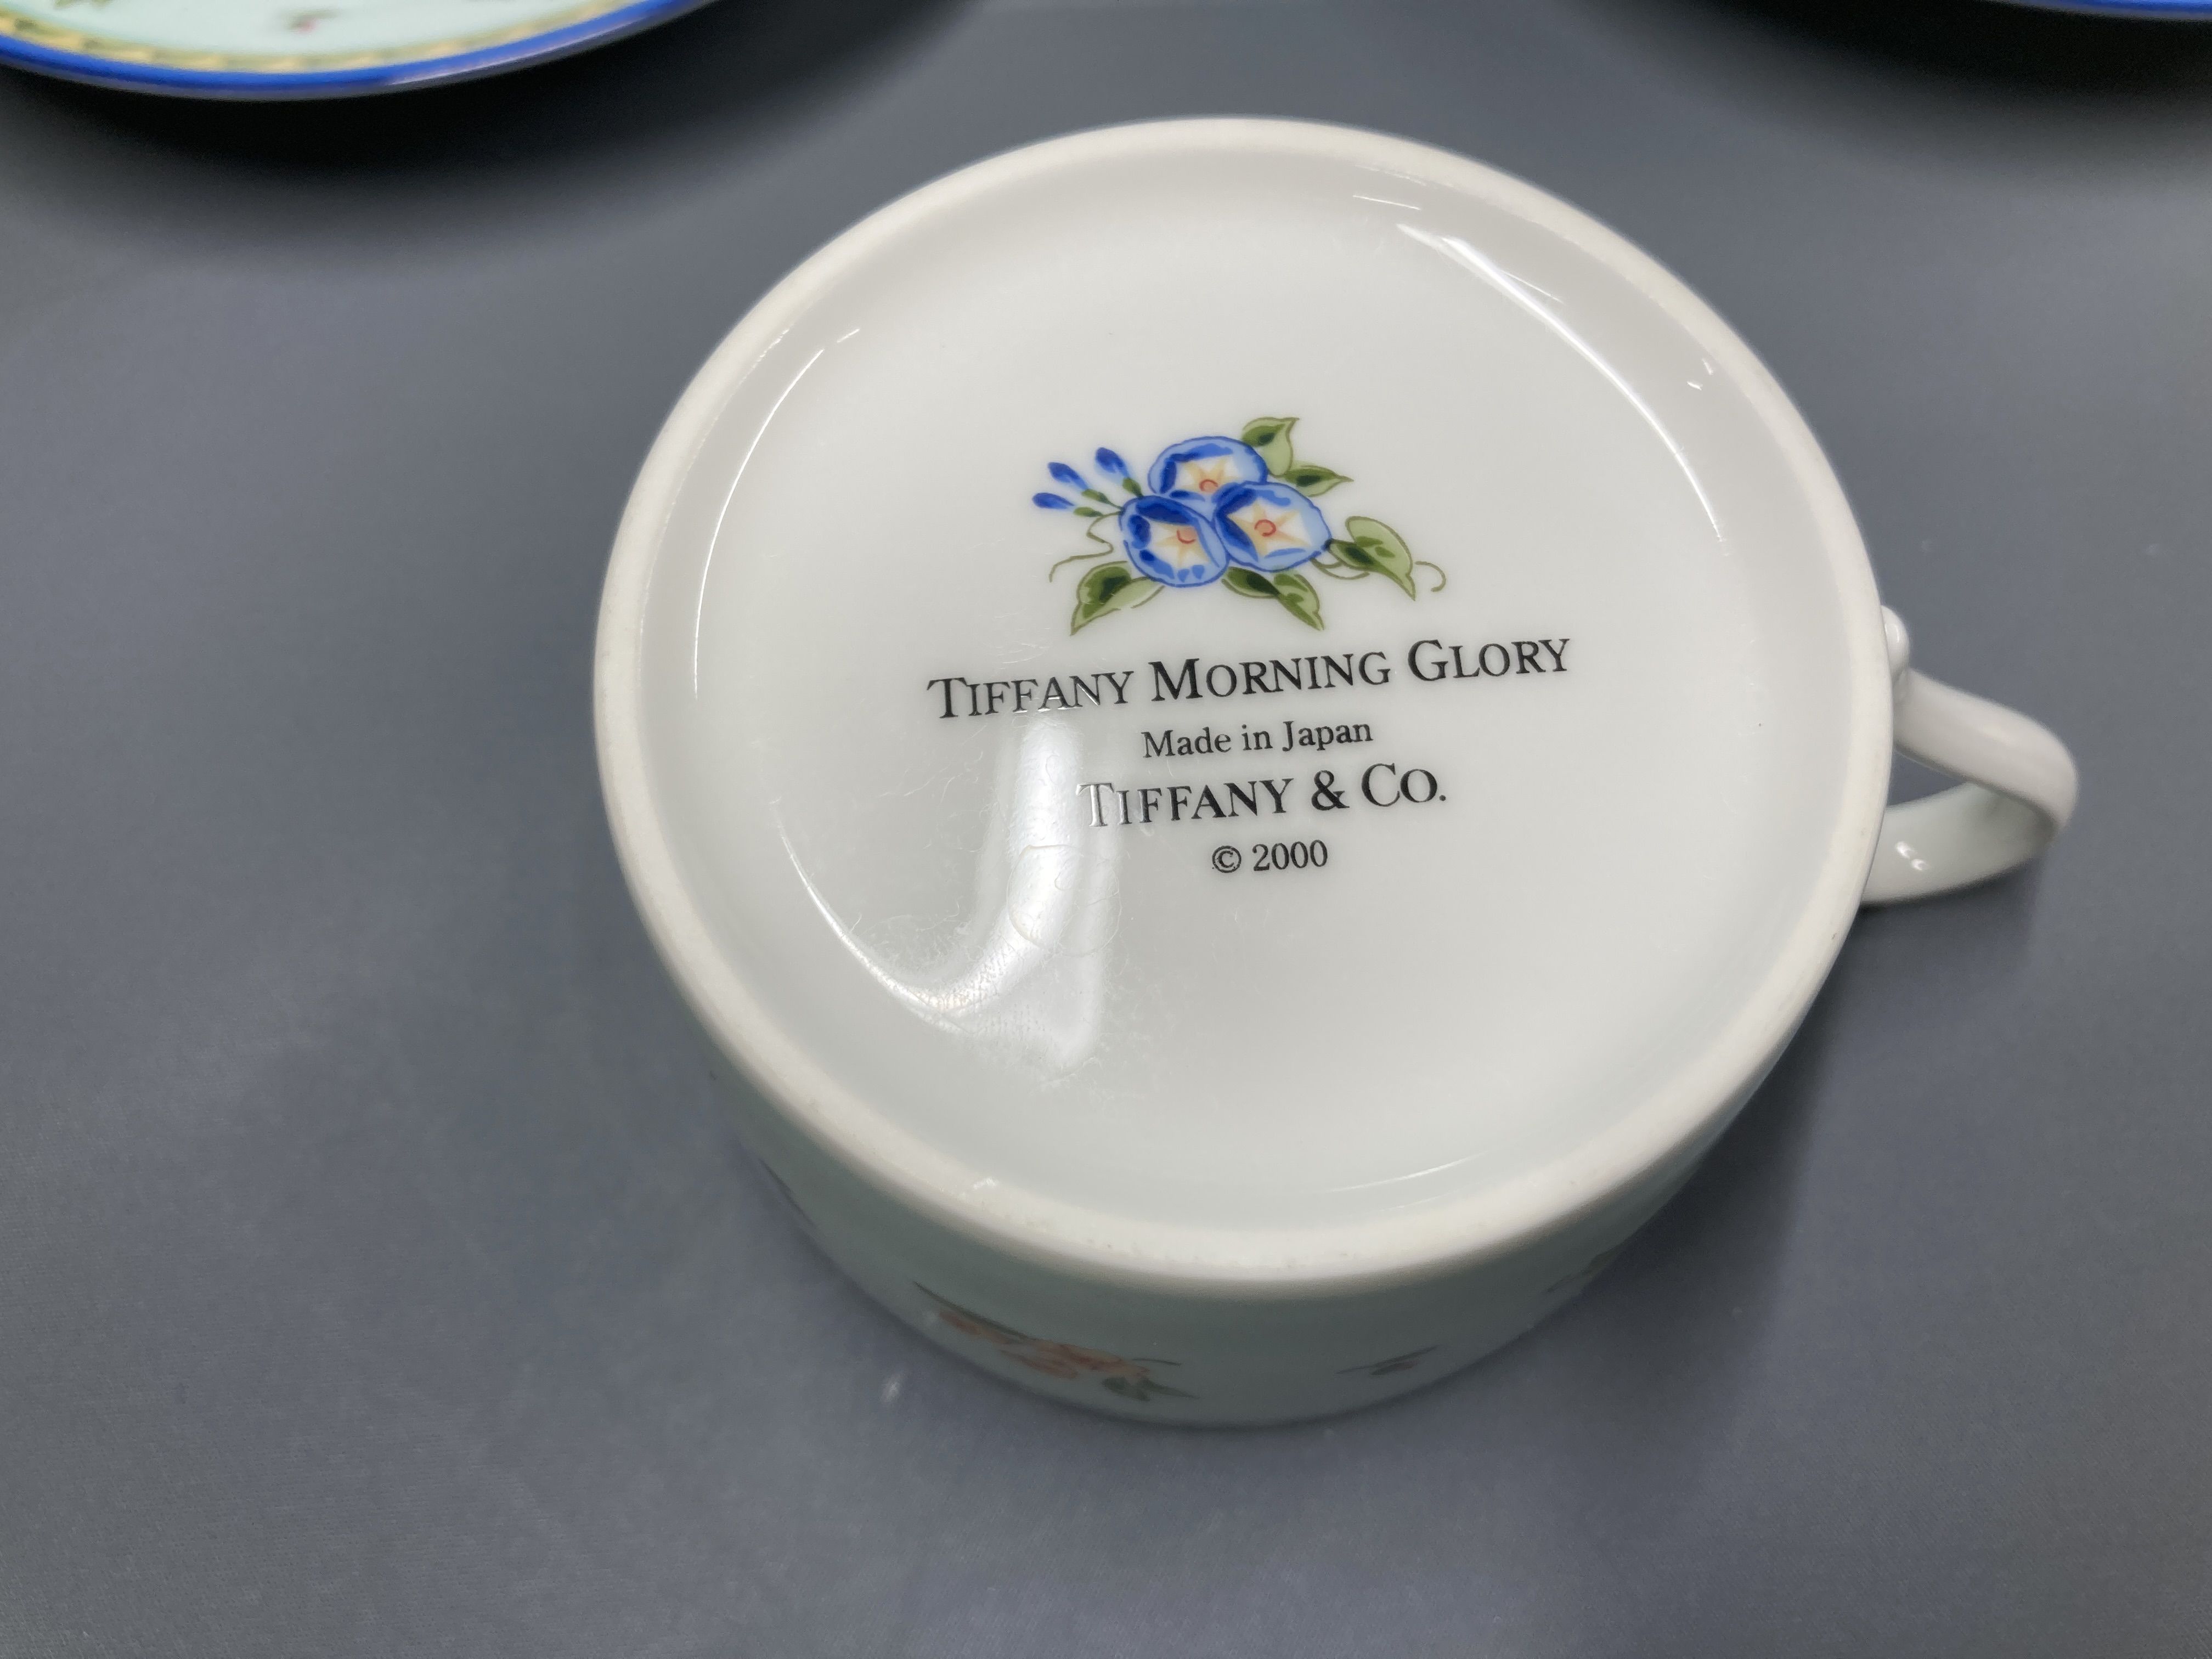 TIFFANY MORNING GLORY
Made in Japan
TIFFANY & CO.
© 2000